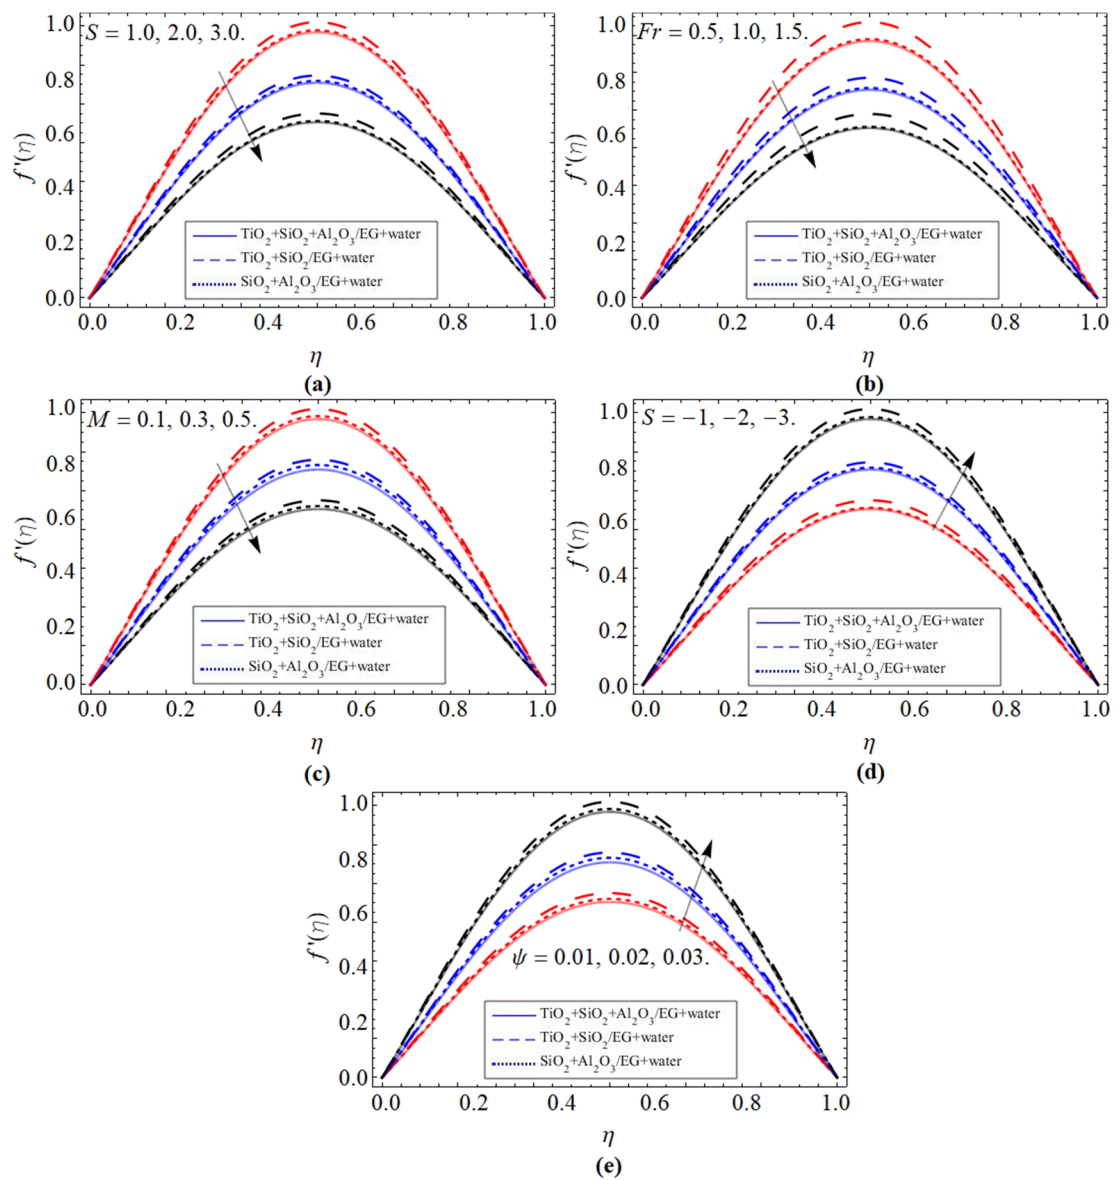 S = 1.0, 2.0, 3.0.
f'(η)
1.0
0.8
0.6
0.4
0.2
0.0
TiO₂+SiO₂+Al₂O₃/EG+water
TiO₂+SiO₂/EG+water
SiO₂+Al₂O₃/EG+water
0.0 0.2 0.4 0.6 0.8 1.0
η
(a)
Fr = 0.5, 1.0, 1.5.
f'(η)
1.0
0.8
0.6
0.4
0.2
0.0
TiO₂+SiO₂+Al₂O₃/EG+water
TiO₂+SiO₂/EG+water
SiO₂+Al₂O₃/EG+water
0.0 0.2 0.4 0.6 0.8 1.0
η
(b)
M = 0.1, 0.3, 0.5.
f'(η)
1.0
0.8
0.6
0.4
0.2
0.0
TiO₂+SiO₂+Al₂O₃/EG+water
TiO₂+SiO₂/EG+water
SiO₂+Al₂O₃/EG+water
0.0 0.2 0.4 0.6 0.8 1.0
η
(c)
S = −1, −2, −3.
f'(η)
1.0
0.8
0.6
0.4
0.2
0.0
TiO₂+SiO₂+Al₂O₃/EG+water
TiO₂+SiO₂/EG+water
SiO₂+Al₂O₃/EG+water
0.0 0.2 0.4 0.6 0.8 1.0
η
(d)
f'(η)
1.0
0.8
0.6
0.4
0.2
0.0
ψ = 0.01, 0.02, 0.03.
TiO₂+SiO₂+Al₂O₃/EG+water
TiO₂+SiO₂/EG+water
SiO₂+Al₂O₃/EG+water
0.0 0.2 0.4 0.6 0.8 1.0
η
(e)